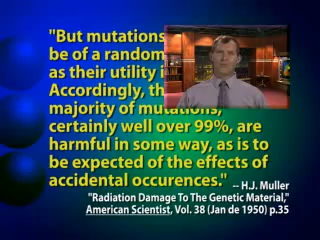 "But mutations
be of a random
as their utility i
Accordingly, th
majority of mutations,
certainly well over 99%, are
harmful in some way, as is to
be expected of the effects of
accidental occurences."
-- H.J. Muller
"Radiation Damage To The Genetic Material,"
American Scientist, Vol. 38 (Jan de 1950) p.35